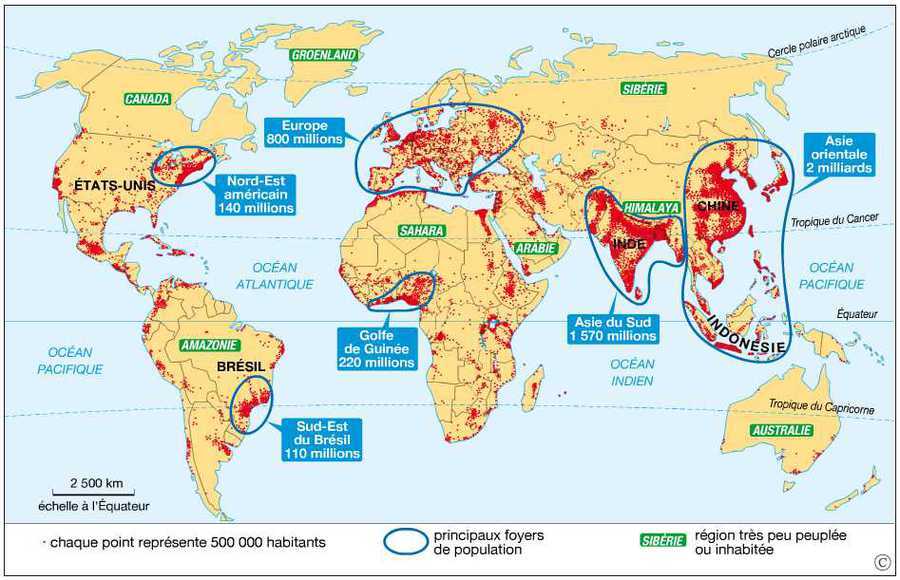 Cercle polaire arctique
GROENLAND
CANADA
SIBÉRIE
Europe
800 millions
Asie
orientale
2 milliards
ÉTATS-UNIS
Nord-Est
américain
140 millions
HIMALAYA
CHINE
Tropique du Cancer
SAHARA
ARABIE
INDE
OCÉAN
ATLANTIQUE
OCÉAN
PACIFIQUE
Équateur
Golfe
de Guinée
220 millions
Asie du Sud
1 570 millions
INDONÉSIE
AMAZONIE
BRÉSIL
OCÉAN
PACIFIQUE
OCÉAN
INDIEN
Tropique du Capricorne
AUSTRALIE
Sud-Est
du Brésil
110 millions
2 500 km
échelle à l'Équateur
· chaque point représente 500 000 habitants
principaux foyers
de population
SIBÉRIE
région très peu peuplée
ou inhabitée
©